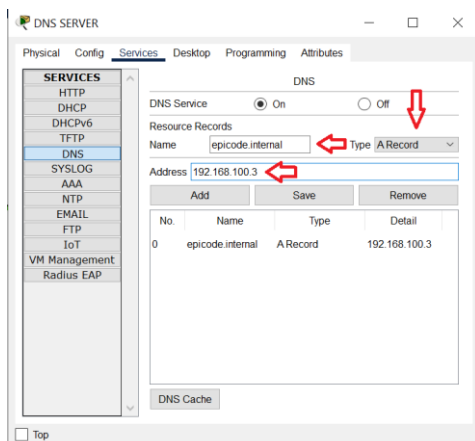 DNS SERVER
Physical Config Services Desktop Programming Attributes
SERVICES
HTTP
DHCP
DHCPv6
TFTP
DNS
SYSLOG
AAA
NTP
EMAIL
FTP
IoT
VM Management
Radius EAP
DNS
DNS Service On Off
Resource Records
Name epicode.internal Type A Record
Address 192.168.100.3
Add Save Remove
No. Name Type Detail
0 epicode.internal A Record 192.168.100.3
DNS Cache
Top